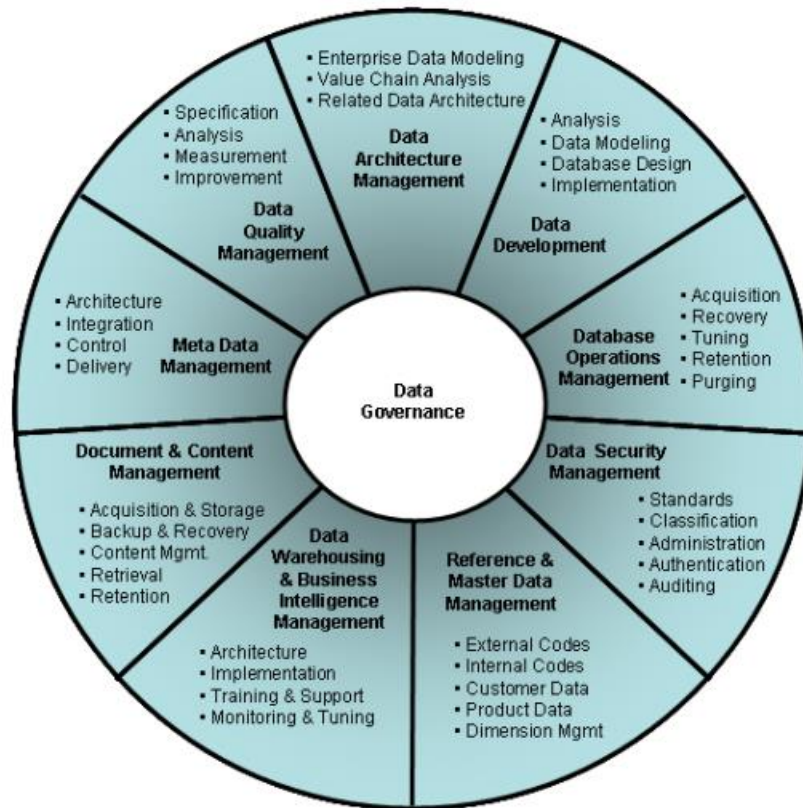 ▪ Enterprise Data Modeling
▪ Value Chain Analysis
▪ Related Data Architecture
Data
Architecture
Management
▪ Analysis
▪ Data Modeling
▪ Database Design
▪ Implementation
Data
Development
▪ Acquisition
▪ Recovery
▪ Tuning
▪ Retention
▪ Purging
Database
Operations
Management
Data Security
Management
▪ Standards
▪ Classification
▪ Administration
▪ Authentication
▪ Auditing
Reference &
Master Data
Management
▪ External Codes
▪ Internal Codes
▪ Customer Data
▪ Product Data
▪ Dimension Mgmt
Data
Warehousing
& Business
Intelligence
Management
▪ Architecture
▪ Implementation
▪ Training & Support
▪ Monitoring & Tuning
Document & Content
Management
▪ Acquisition & Storage
▪ Backup & Recovery
▪ Content Mgmt.
▪ Retrieval
▪ Retention
▪ Architecture
▪ Integration
▪ Control
▪ Delivery
Meta Data
Management
▪ Specification
▪ Analysis
▪ Measurement
▪ Improvement
Data
Quality
Management
Data
Governance